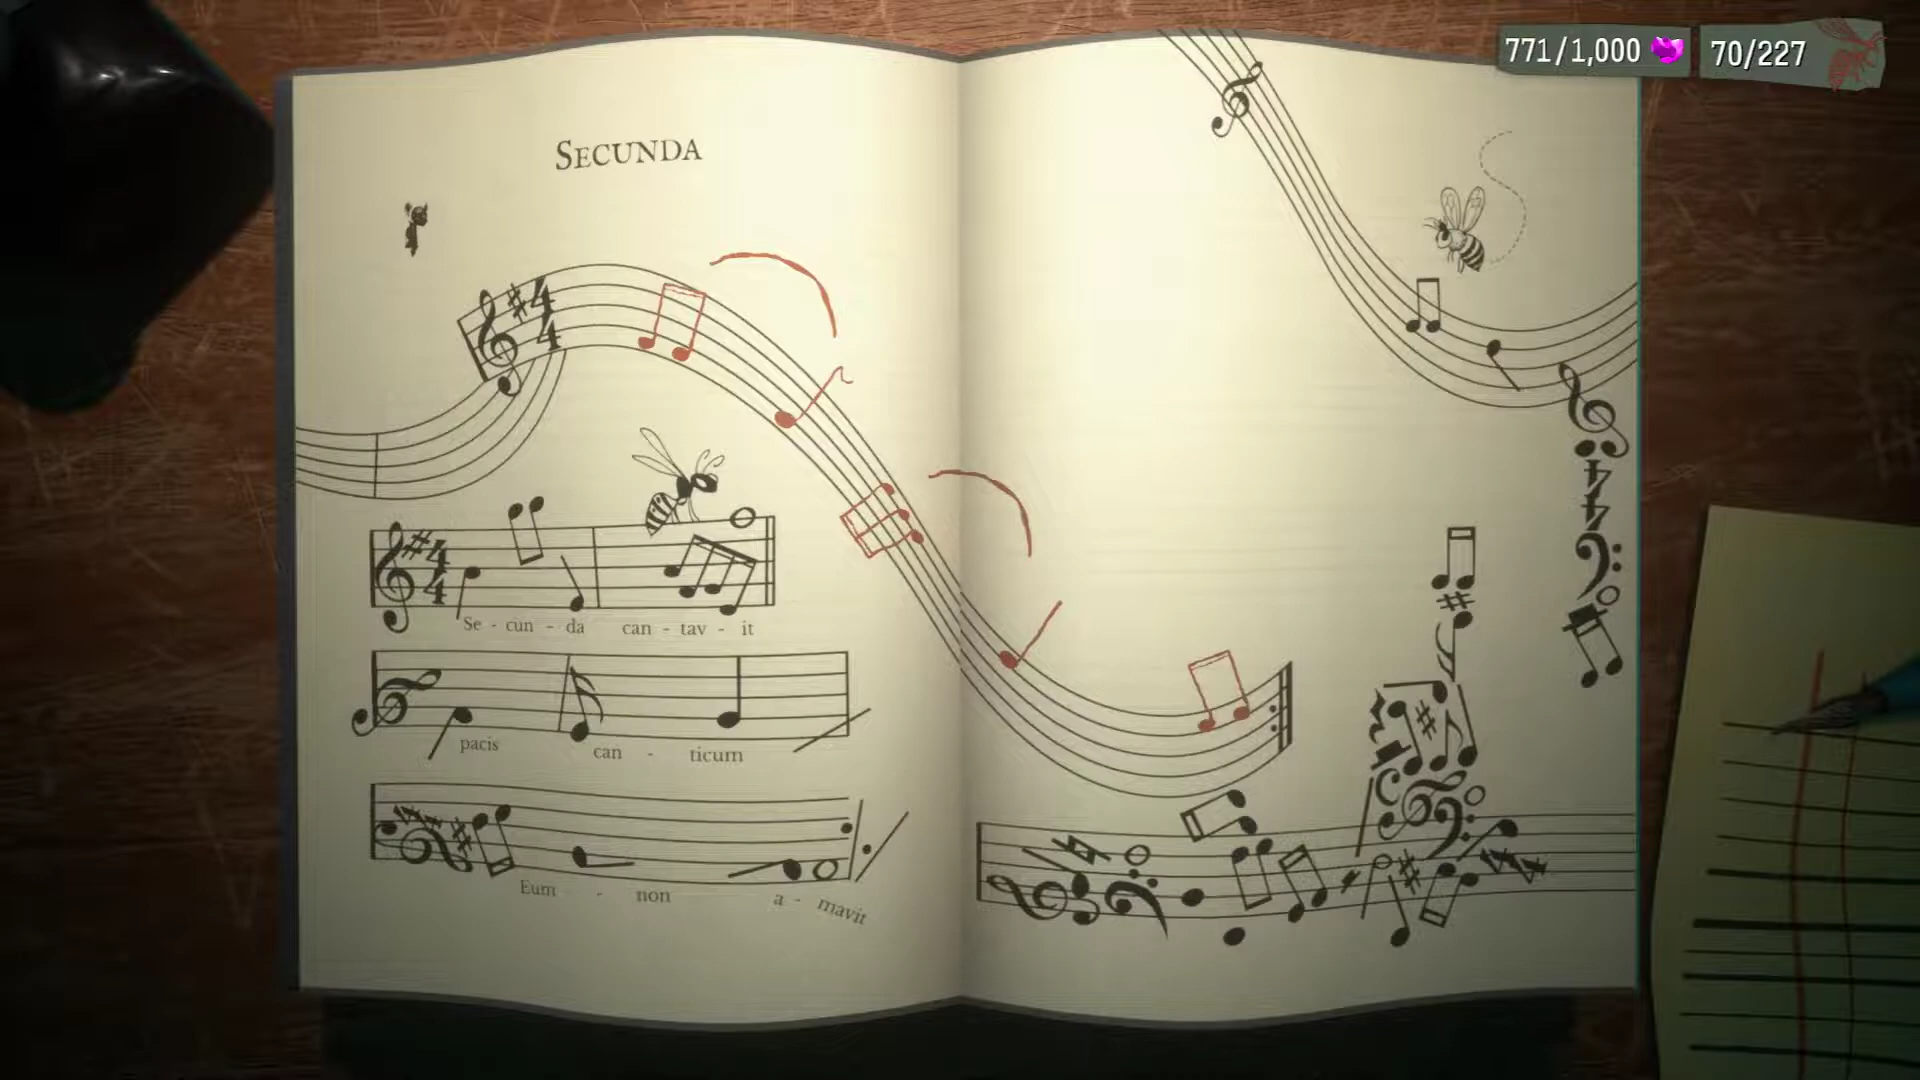 771/1,000
70/227
SECUNDA
Se - cun - da can - tav - it
pacis can - ticum
Eum - non a - mavit